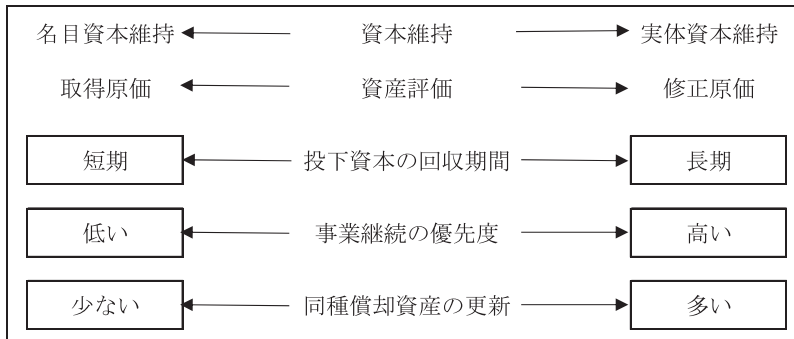 名目資本維持 資本維持 実体資本維持
取得原価 資産評価 修正原価
短期 投下資本の回収期間 長期
低い 事業継続の優先度 高い
少ない 同種償却資産の更新 多い